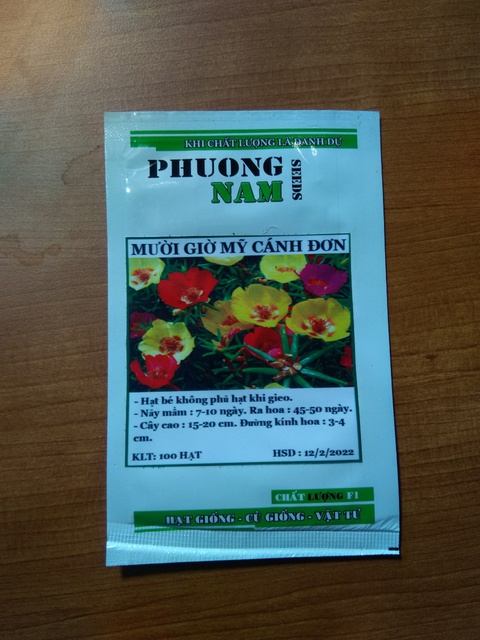 KHI CHẤT LƯỢNG LÀ DANH DỰ
PHUONG
NAM
SEEDS
MƯỜI GIỜ MỸ CÁNH ĐƠN
- Hạt bé không phủ hạt khi gieo.
- Nảy mầm : 7-10 ngày. Ra hoa : 45-50 ngày.
- Cây cao : 15-20 cm. Đường kính hoa : 3-4
cm.
KLT: 100 HẠT HSD : 12/2/2022
CHẤT LƯỢNG F1
HẠT GIỐNG - CỦ GIỐNG - VẬT TƯ